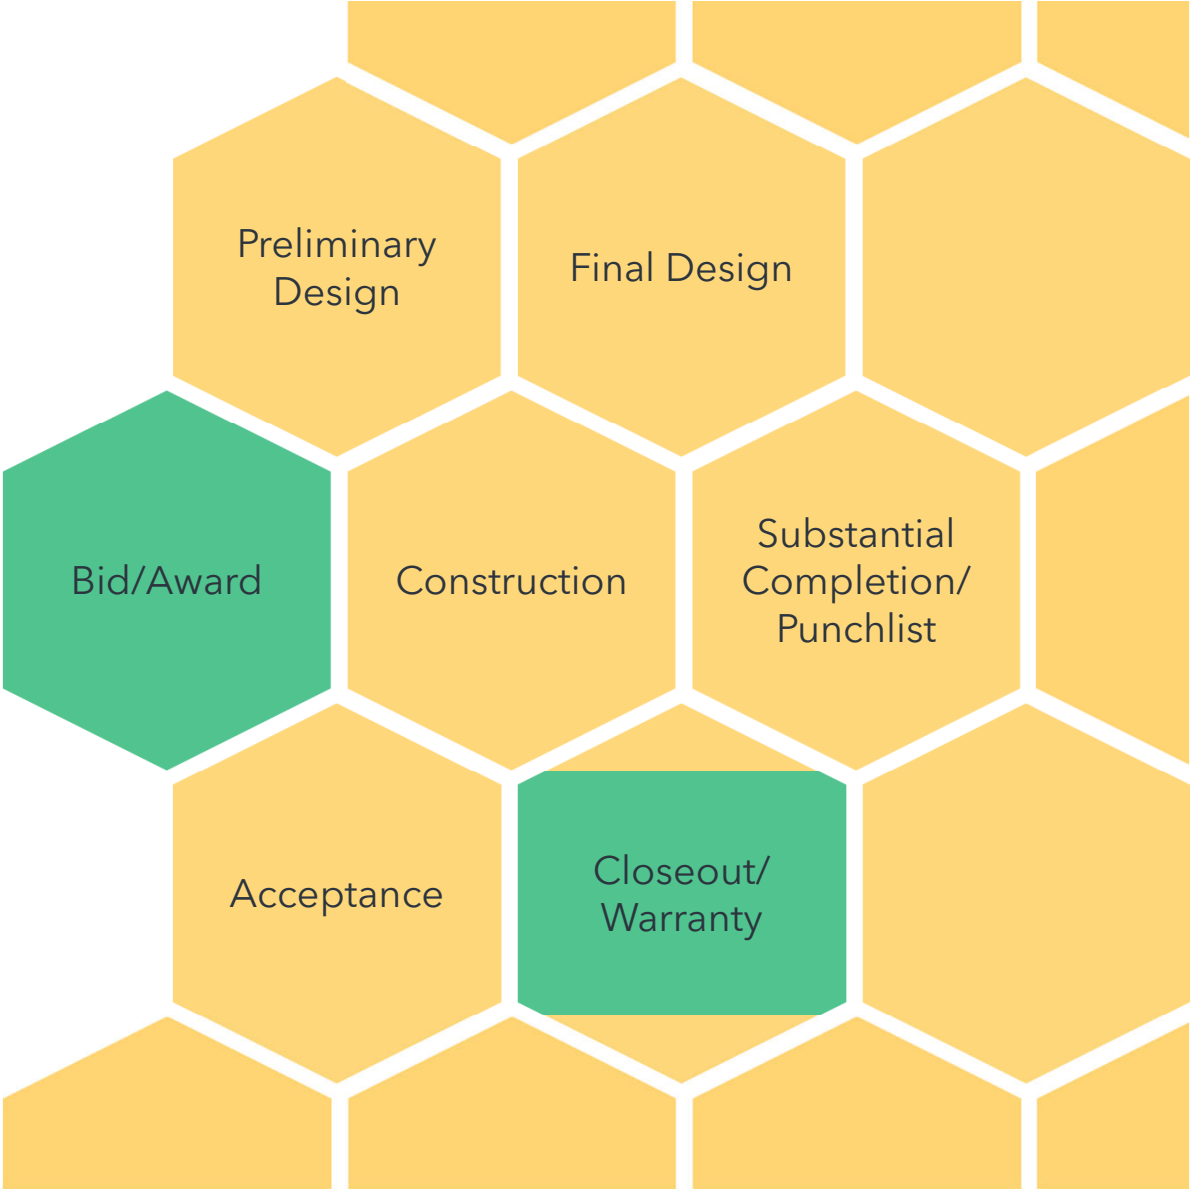 Preliminary
Design
Final Design
Bid/Award
Construction
Substantial
Completion/
Punchlist
Acceptance
Closeout/
Warranty